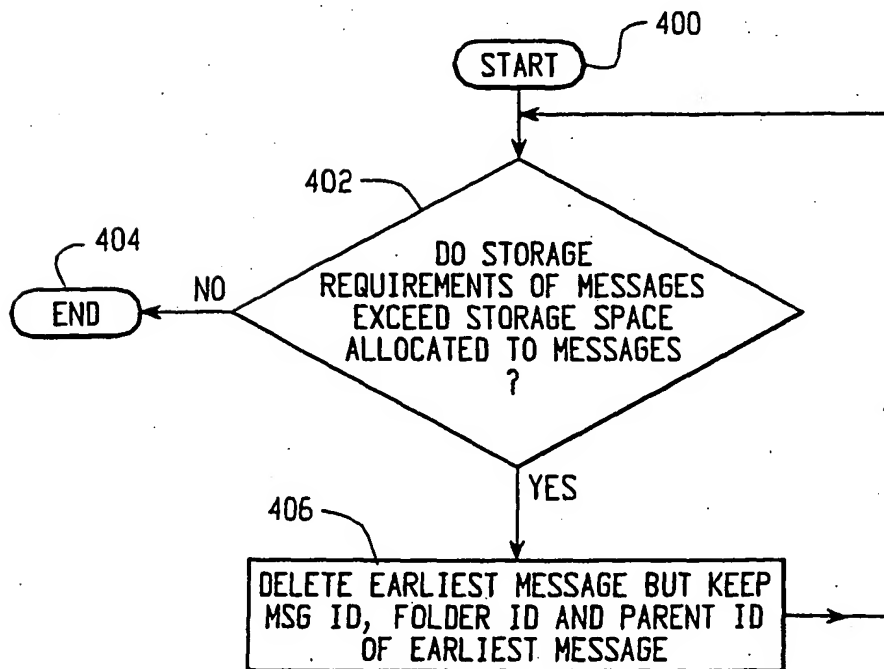 400
START
402
DO STORAGE
REQUIREMENTS OF MESSAGES
EXCEED STORAGE SPACE
ALLOCATED TO MESSAGES
?
404
END
NO
YES
406
DELETE EARLIEST MESSAGE BUT KEEP
MSG ID, FOLDER ID AND PARENT ID
OF EARLIEST MESSAGE